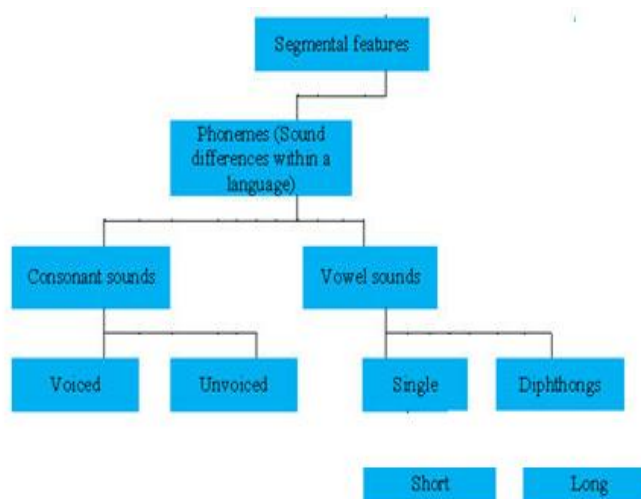 Segmental features
Phonemes (Sound
differences within a
language)
Consonant sounds
Vowel sounds
Voiced
Unvoiced
Single
Diphthongs
Short
Long